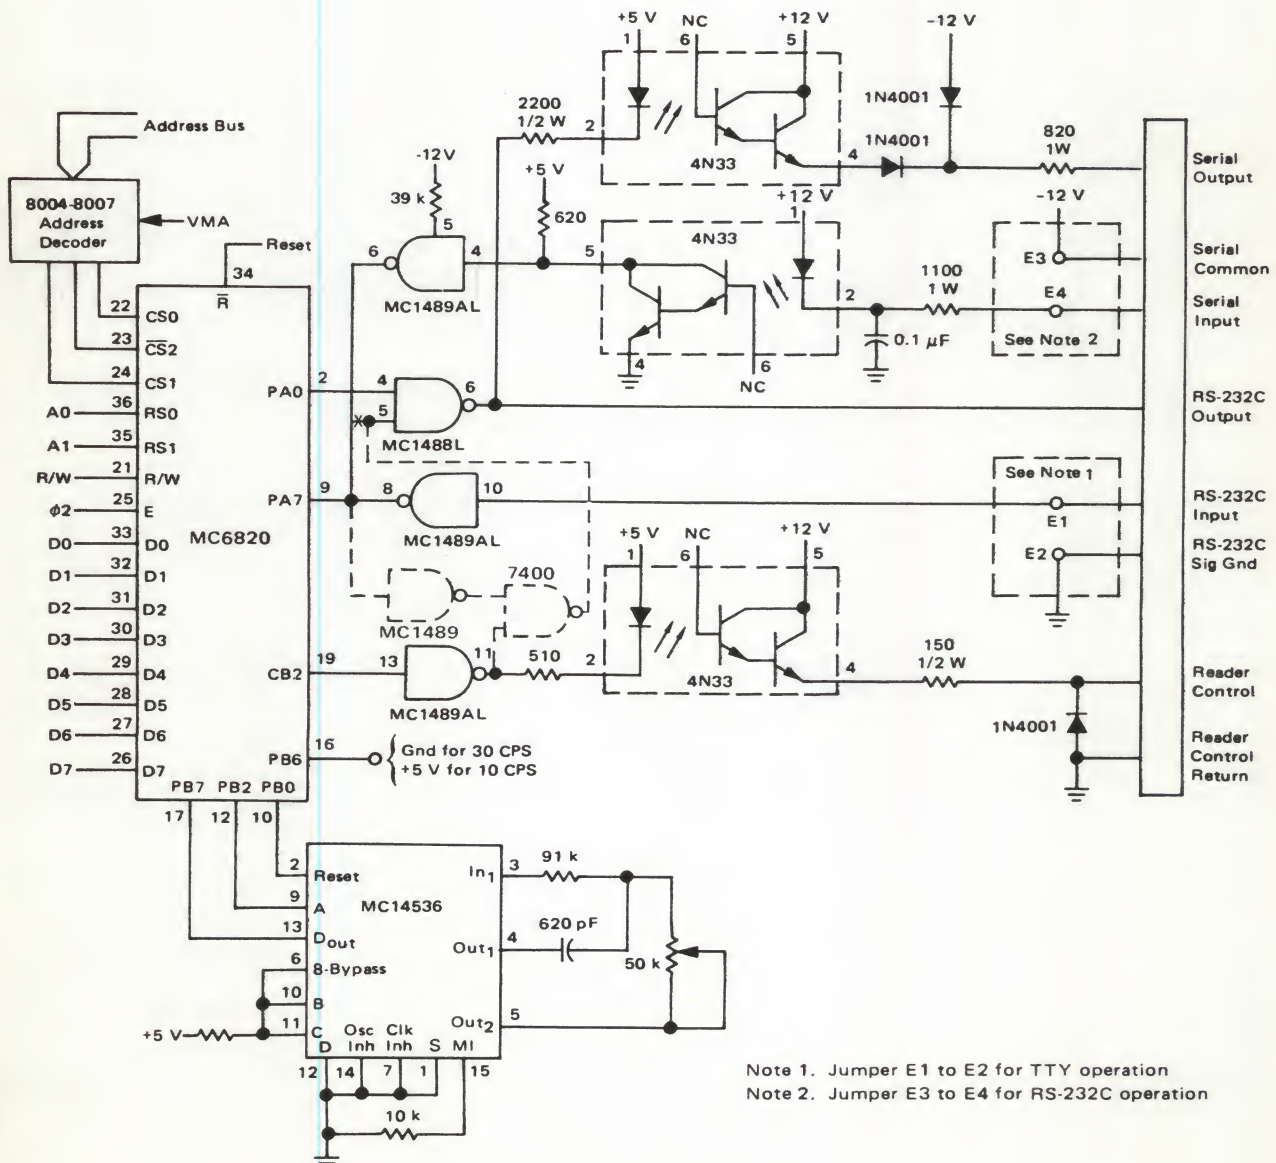 +5 V
NC
+12 V
-12 V
1
6
5
1N4001
2200
1/2 W
2
4N33
4
1N4001
820
1W
Serial
Output
Address Bus
8004-8007
Address
Decoder
VMA
Reset
34
R̅
-12V
39 k
5
6
4
MC1489AL
+5 V
620
5
4N33
+12 V
1
2
1100
1 W
0.1 μF
4
6
NC
-12 V
E3
E4
See Note 2
Serial
Common
Serial
Input
22
CS0
23
C̅S̅2̅
24
CS1
A0
36
RS0
A1
35
RS1
R/W
21
R/W
ϕ2
25
E
D0
33
D0
D1
32
D1
D2
31
D2
D3
30
D3
D4
29
D4
D5
28
D5
D6
27
D6
D7
26
D7
MC6820
PA0
2
4
5
6
MC1488L
RS-232C
Output
PA7
9
8
10
MC1489AL
See Note 1
E1
E2
RS-232C
Input
RS-232C
Sig Gnd
MC1489
7400
CB2
19
13
11
MC1489AL
510
2
+5 V
1
NC
6
+12 V
5
4N33
4
150
1/2 W
1N4001
Reader
Control
Reader
Control
Return
PB6
16
Gnd for 30 CPS
+5 V for 10 CPS
PB7
PB2
PB0
17
12
10
2
Reset
9
A
13
Dout
6
8-Bypass
10
B
+5 V
11
C
MC14536
In1
3
91 k
Out1
4
620 pF
50 k
Out2
5
D
Osc
Inh
Clk
Inh
S
MI
12
14
7
1
15
10 k
Note 1. Jumper E1 to E2 for TTY operation
Note 2. Jumper E3 to E4 for RS-232C operation